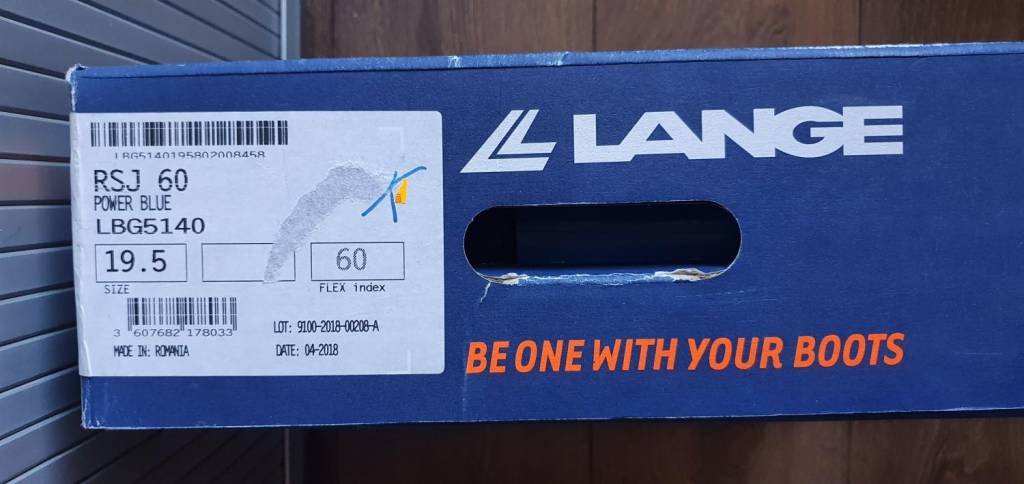 LBG5140195802008458
RSJ 60
POWER BLUE
LBG5140
19.5
60
SIZE
FLEX index
3 607682 178033
LOT: 9100-2018-00208-A
MADE IN: ROMANIA
DATE: 04-2018
LANGE
BE ONE WITH YOUR BOOTS